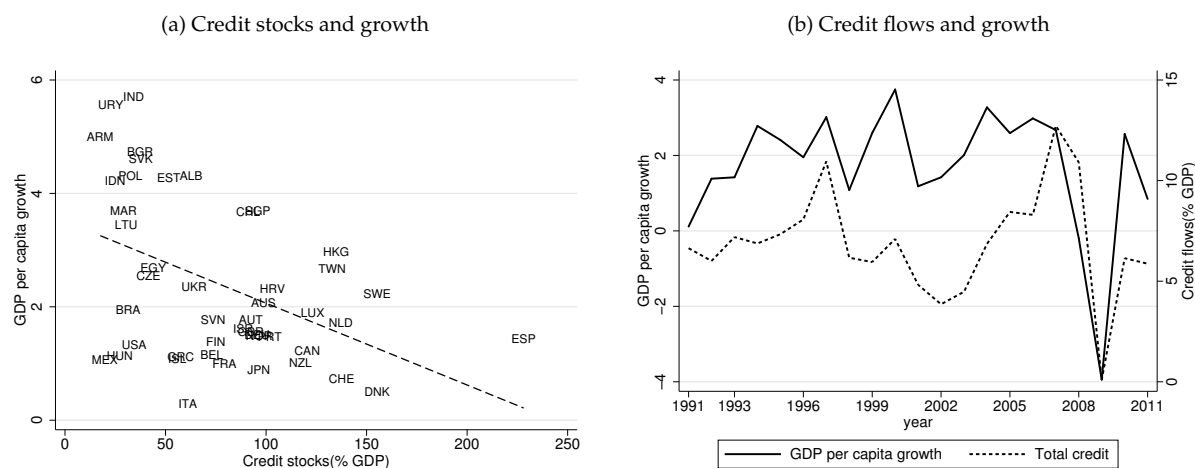 (a) Credit stocks and growth
(b) Credit flows and growth
GDP per capita growth
6
4
2
0
URY IND
ARM
BGR
SVK
IDN POL EST ALB
MAR
LTU
CHL SGP
HKG
TWN
EGY
CZE
UKR
HRV
SWE
BRA
AUS
LUX
SVN
AUT
NLD
ISR
PRT
ESP
USA
FIN
MEX HUN
GRC
ISL
BEL
FRA
CAN
NZL
JPN
CHE
DNK
ITA
0 50 100 150 200 250
Credit stocks(% GDP)
GDP per capita growth
4
2
0
−2
−4
Credit flows(% GDP)
15
10
5
0
1991 1993 1996 1999 2002 2005 2008 2011
year
GDP per capita growth Total credit